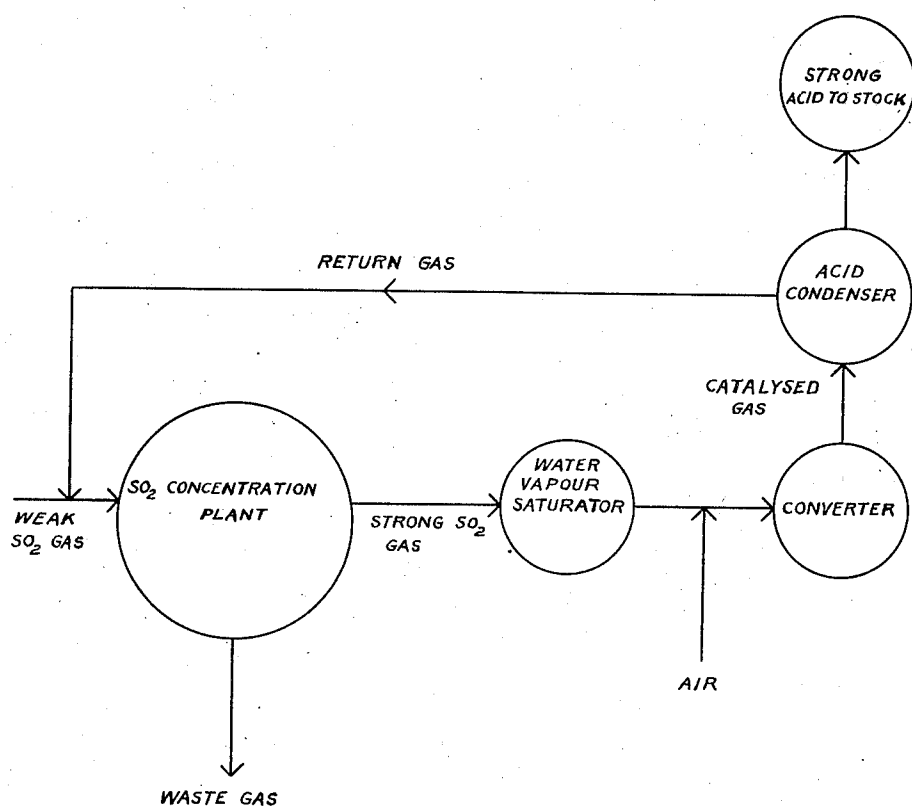 STRONG
ACID TO STOCK
RETURN GAS
ACID
CONDENSER
CATALYSED
GAS
SO2 CONCENTRATION
PLANT
WATER
VAPOUR
SATURATOR
CONVERTER
WEAK
SO2 GAS
STRONG SO2
GAS
AIR
WASTE GAS